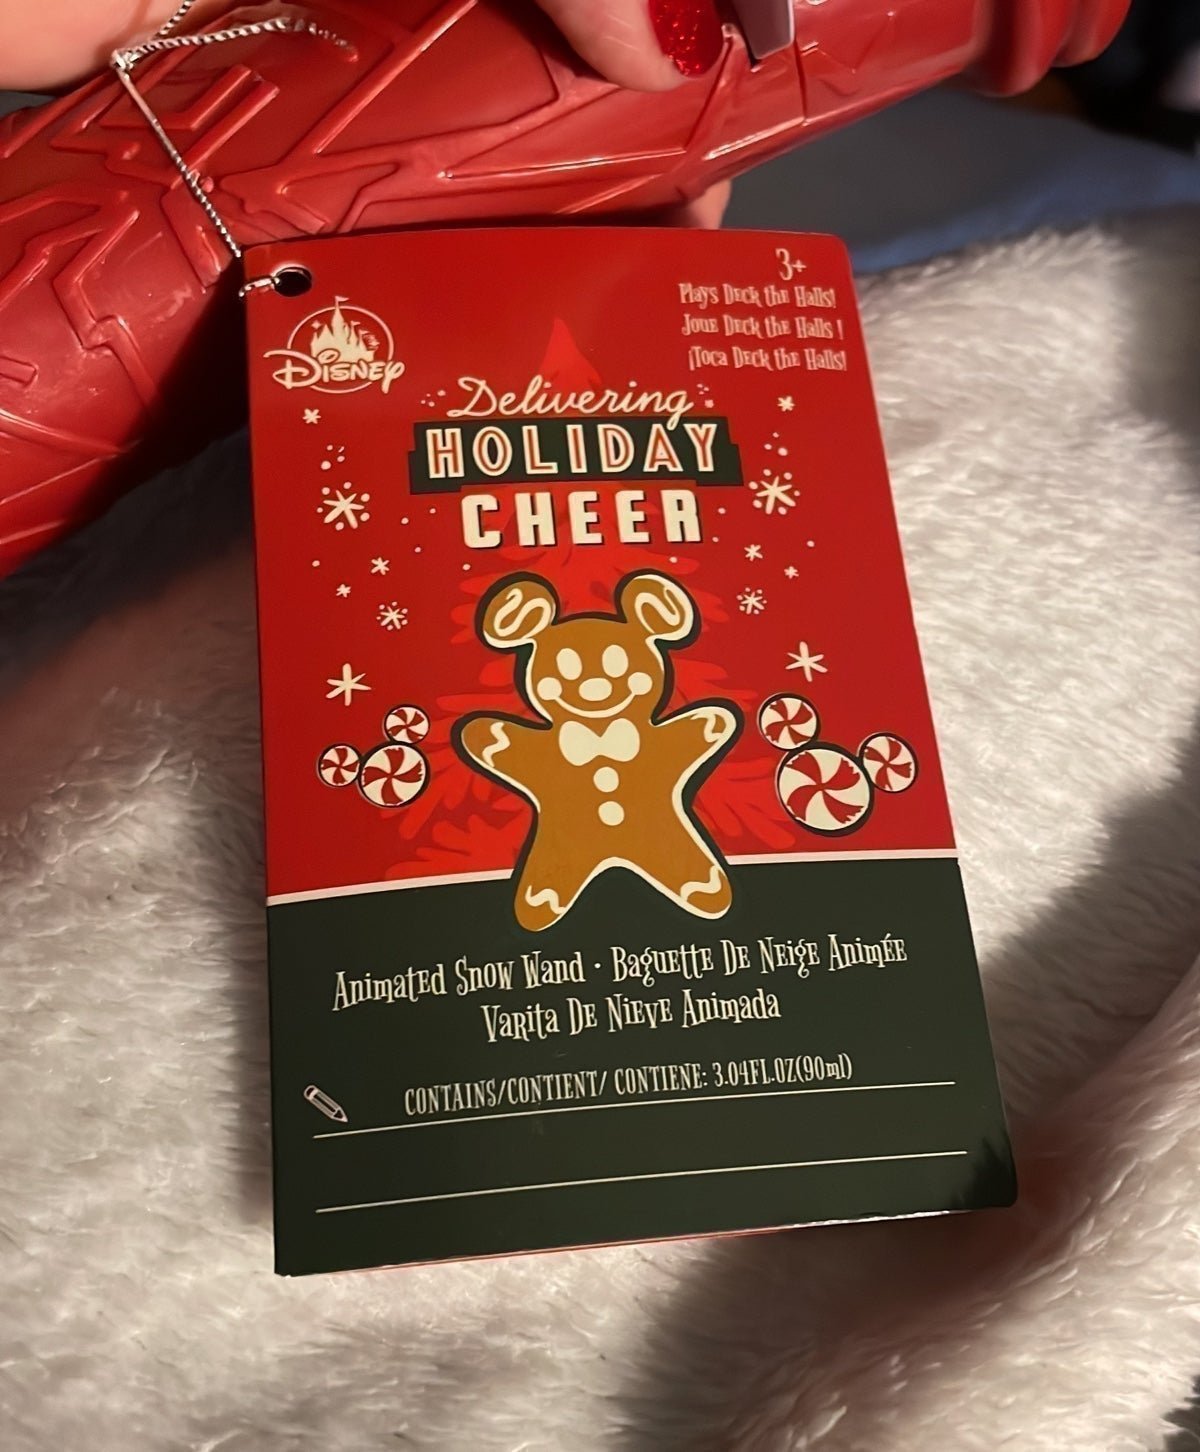 3+
Plays Deck the Halls!
Joue Deck the Halls !
¡Toca Deck the Halls!
Disney
Delivering
HOLIDAY
CHEER
Animated Snow Wand · Baguette De Neige Animée
Varita De Nieve Animada
CONTAINS/CONTIENT/ CONTIENE: 3.04FL.OZ(90ml)